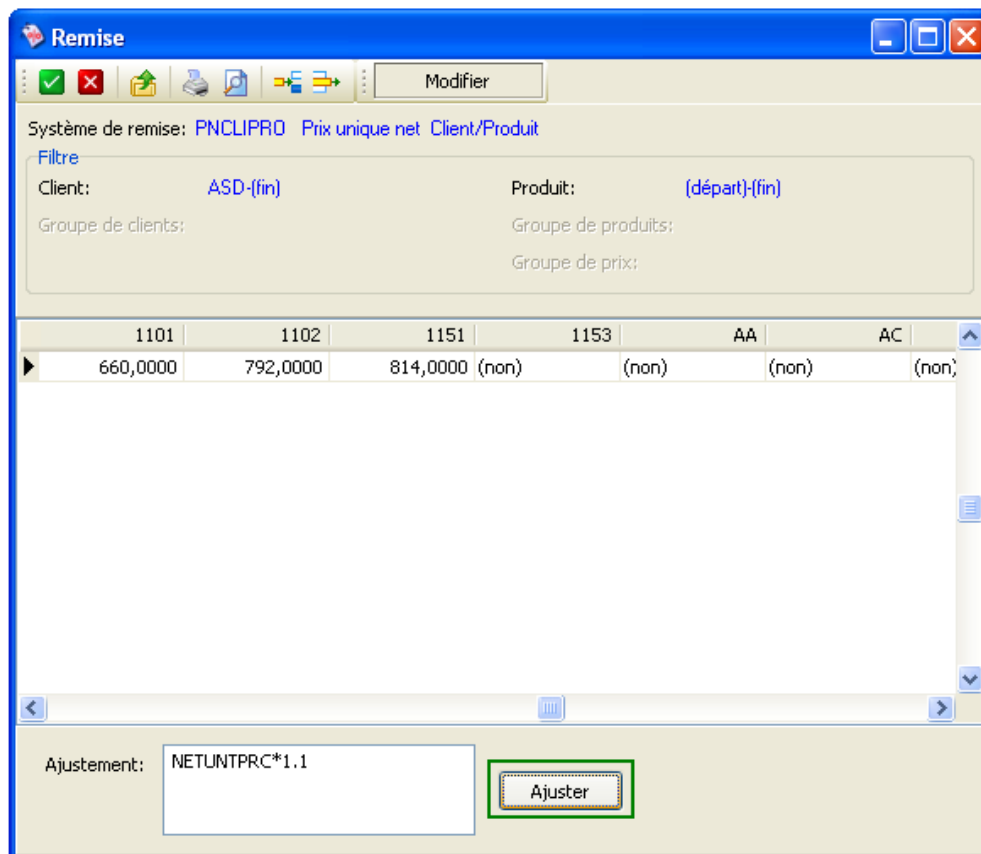 Remise
Modifier
Système de remise: PNCLIPRO Prix unique net Client/Produit
Filtre
Client: ASD-(fin) Produit: (départ)-(fin)
Groupe de clients: Groupe de produits:
Groupe de prix:
1101 1102 1151 1153 AA AC
660,0000 792,0000 814,0000 (non) (non) (non) (non)
Ajustement: NETUNTPRC*1.1 Ajuster